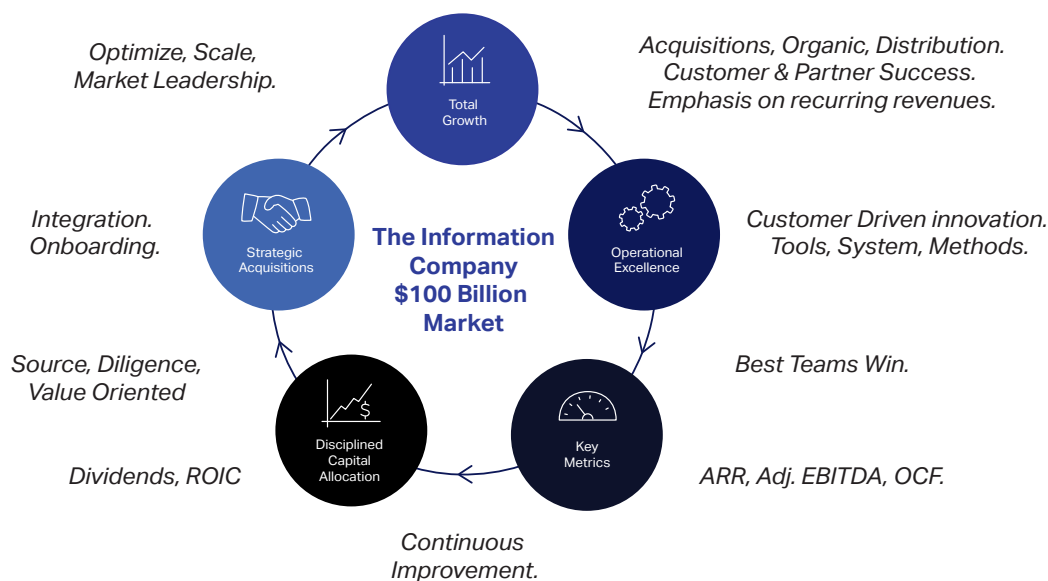 Optimize, Scale,
Market Leadership.
Total
Growth
Acquisitions, Organic, Distribution.
Customer & Partner Success.
Emphasis on recurring revenues.
Integration.
Onboarding.
Strategic
Acquisitions
The Information
Company
$100 Billion
Market
Operational
Excellence
Customer Driven innovation.
Tools, System, Methods.
Source, Diligence,
Value Oriented
$
Disciplined
Capital
Allocation
Key
Metrics
Best Teams Win.
Dividends, ROIC
ARR, Adj. EBITDA, OCF.
Continuous
Improvement.